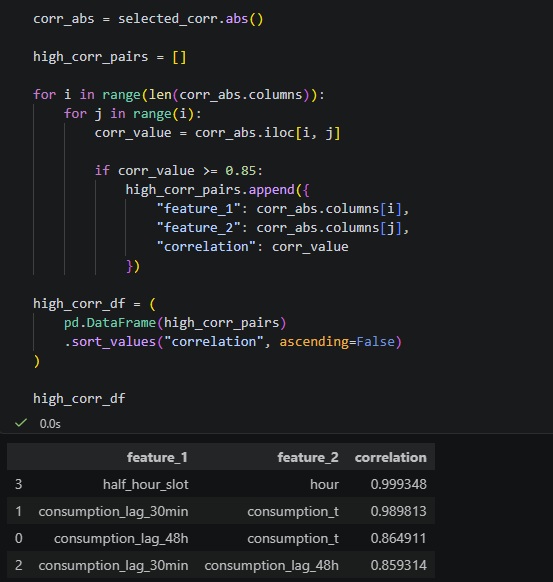 corr_abs = selected_corr.abs()
high_corr_pairs = []
for i in range(len(corr_abs.columns)):
    for j in range(i):
        corr_value = corr_abs.iloc[i, j]
        if corr_value >= 0.85:
            high_corr_pairs.append({
                "feature_1": corr_abs.columns[i],
                "feature_2": corr_abs.columns[j],
                "correlation": corr_value
            })
high_corr_df = (
    pd.DataFrame(high_corr_pairs)
    .sort_values("correlation", ascending=False)
)
high_corr_df
0.0s
feature_1 feature_2 correlation
3 half_hour_slot hour 0.999348
1 consumption_lag_30min consumption_t 0.989813
0 consumption_lag_48h consumption_t 0.864911
2 consumption_lag_30min consumption_lag_48h 0.859314